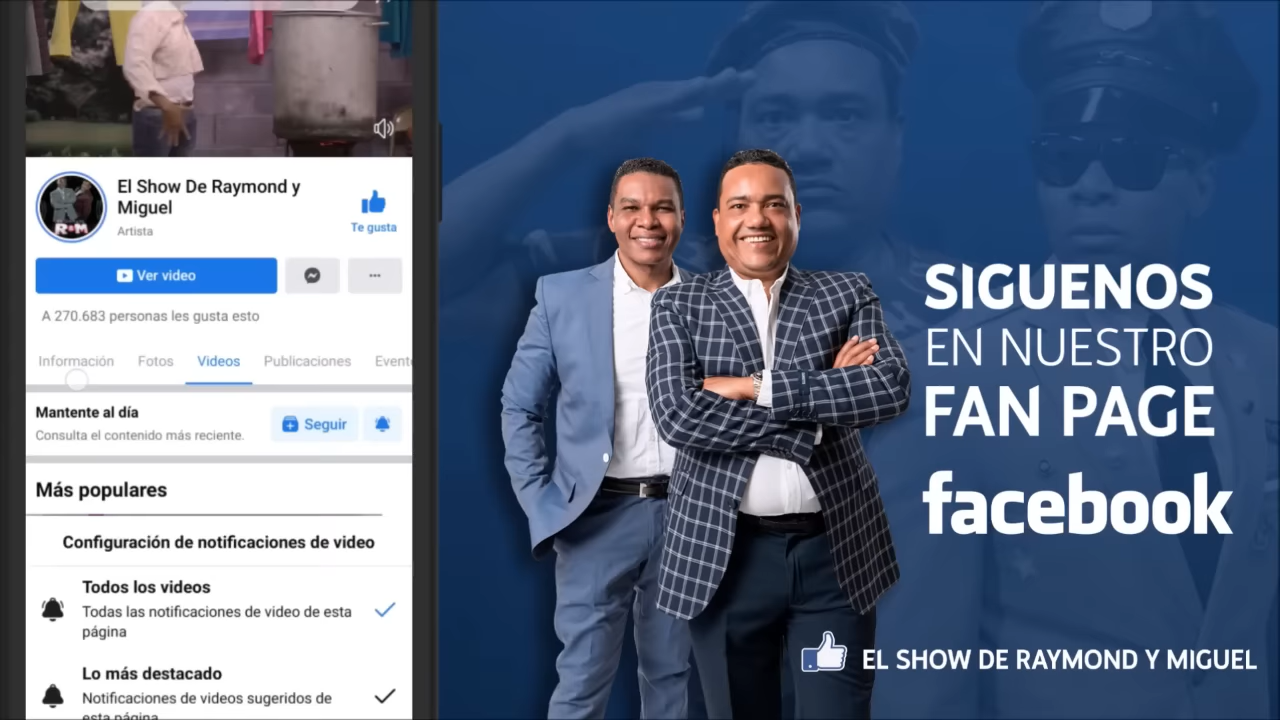 El Show De Raymond y
Miguel
Artista
Te gusta
Ver video
A 270.683 personas les gusta esto
Información
Fotos
Videos
Publicaciones
Event
Mantente al día
Consulta el contenido más reciente.
Seguir
Más populares
Configuración de notificaciones de video
Todos los videos
Todas las notificaciones de video de esta
página
Lo más destacado
Notificaciones de videos sugeridos de
esta página
R M
SIGUENOS
EN NUESTRO
FAN PAGE
facebook
EL SHOW DE RAYMOND Y MIGUEL